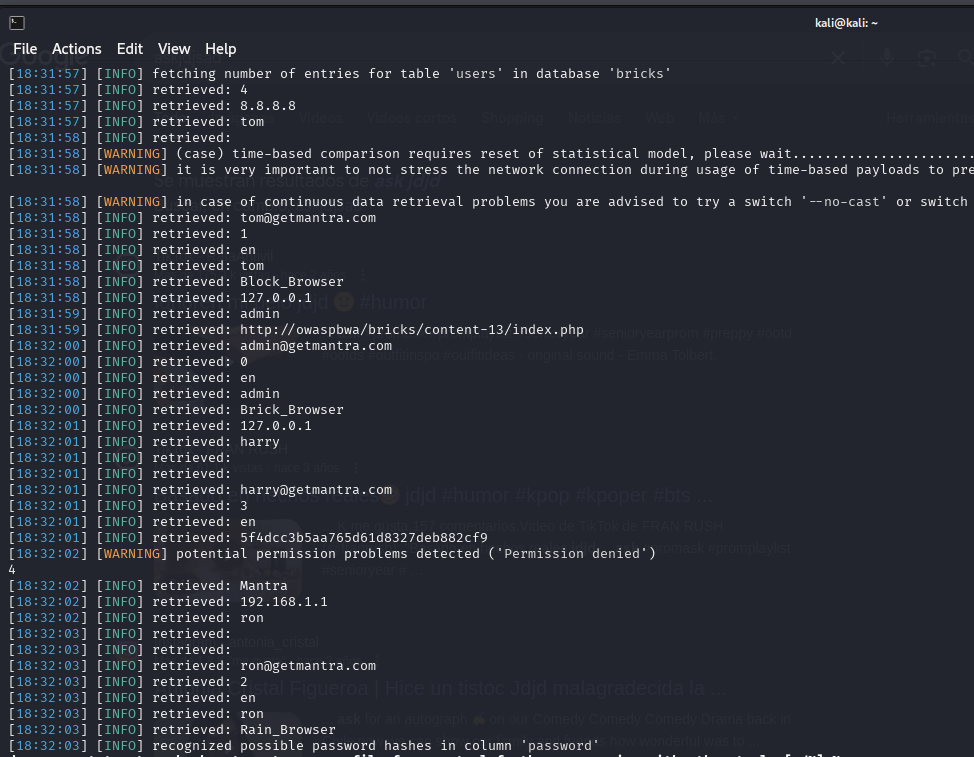 kali@kali: ~
File Actions Edit View Help
[18:31:57] [INFO] fetching number of entries for table 'users' in database 'bricks'
[18:31:57] [INFO] retrieved: 4
[18:31:57] [INFO] retrieved: 8.8.8.8
[18:31:57] [INFO] retrieved: tom
[18:31:58] [INFO] retrieved:
[18:31:58] [WARNING] (case) time-based comparison requires reset of statistical model, please wait.......................
[18:31:58] [WARNING] it is very important to not stress the network connection during usage of time-based payloads to pre
[18:31:58] [WARNING] in case of continuous data retrieval problems you are advised to try a switch '--no-cast' or switch
[18:31:58] [INFO] retrieved: tom@getmantra.com
[18:31:58] [INFO] retrieved: 1
[18:31:58] [INFO] retrieved: en
[18:31:58] [INFO] retrieved: tom
[18:31:58] [INFO] retrieved: Block_Browser
[18:31:58] [INFO] retrieved: 127.0.0.1
[18:31:59] [INFO] retrieved: admin
[18:31:59] [INFO] retrieved: http://owaspbwa/bricks/content-13/index.php
[18:32:00] [INFO] retrieved: admin@getmantra.com
[18:32:00] [INFO] retrieved: 0
[18:32:00] [INFO] retrieved: en
[18:32:00] [INFO] retrieved: admin
[18:32:00] [INFO] retrieved: Brick_Browser
[18:32:01] [INFO] retrieved: 127.0.0.1
[18:32:01] [INFO] retrieved: harry
[18:32:01] [INFO] retrieved:
[18:32:01] [INFO] retrieved:
[18:32:01] [INFO] retrieved: harry@getmantra.com
[18:32:01] [INFO] retrieved: 3
[18:32:01] [INFO] retrieved: en
[18:32:01] [INFO] retrieved: 5f4dcc3b5aa765d61d8327deb882cf9
[18:32:02] [WARNING] potential permission problems detected ('Permission denied')
4
[18:32:02] [INFO] retrieved: Mantra
[18:32:02] [INFO] retrieved: 192.168.1.1
[18:32:02] [INFO] retrieved: ron
[18:32:03] [INFO] retrieved:
[18:32:03] [INFO] retrieved:
[18:32:03] [INFO] retrieved: ron@getmantra.com
[18:32:03] [INFO] retrieved: 2
[18:32:03] [INFO] retrieved: en
[18:32:03] [INFO] retrieved: ron
[18:32:03] [INFO] retrieved: Rain_Browser
[18:32:03] [INFO] recognized possible password hashes in column 'password'